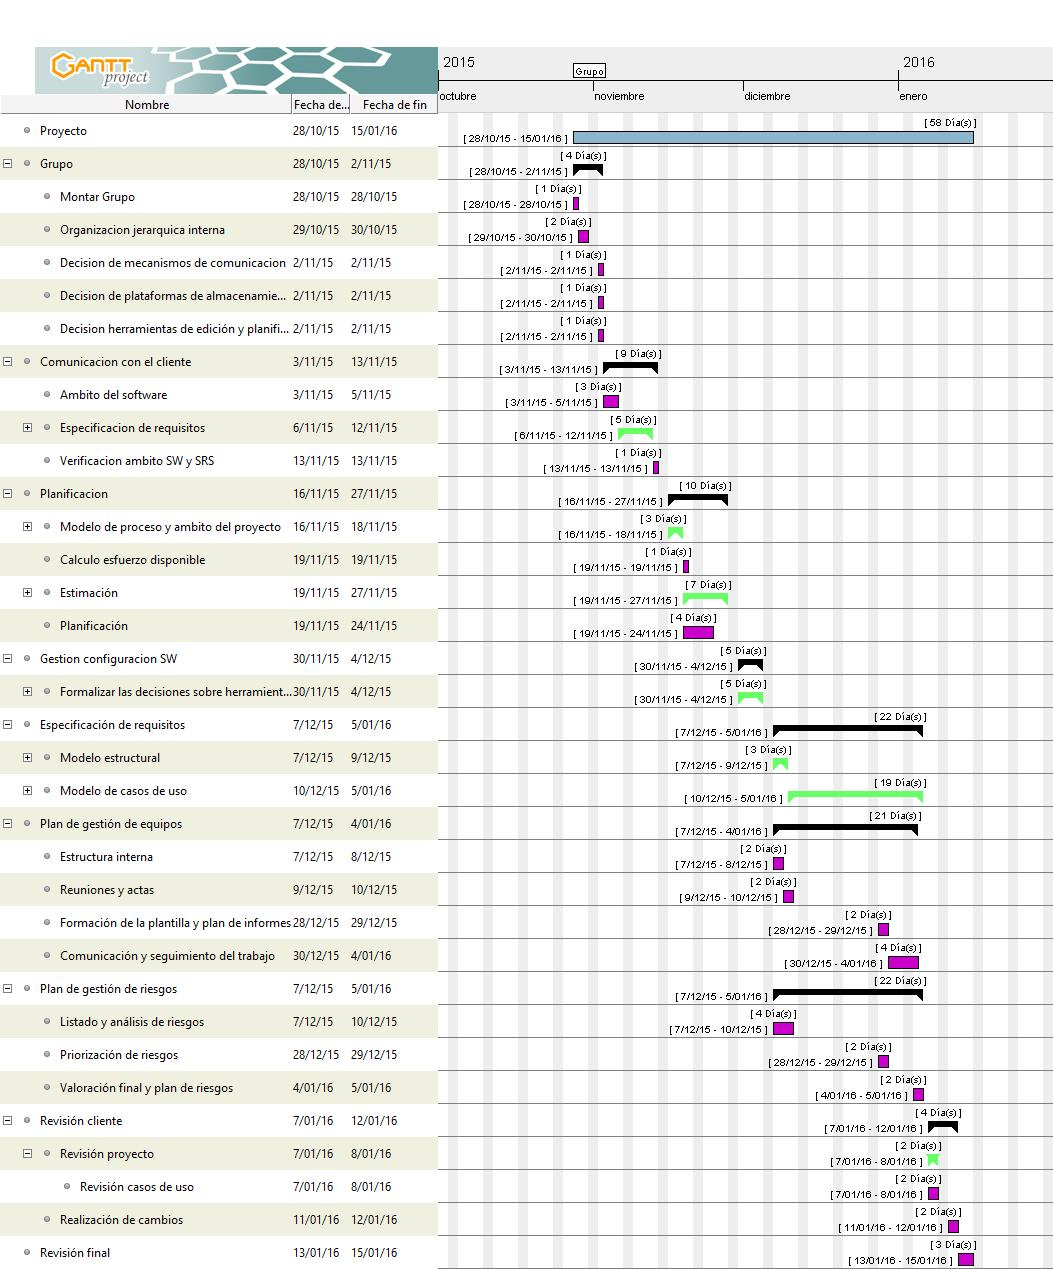 GANTT
project
2015
2016
Grupo
octubre
noviembre
diciembre
enero
Nombre Fecha de... Fecha de fin
Proyecto 28/10/15 15/01/16 [28/10/15 - 15/01/16] [58 Día(s)]
Grupo 28/10/15 2/11/15 [28/10/15 - 2/11/15] [4 Día(s)]
Montar Grupo 28/10/15 28/10/15 [28/10/15 - 28/10/15] [1 Día(s)]
Organizacion jerarquica interna 29/10/15 30/10/15 [29/10/15 - 30/10/15] [2 Día(s)]
Decision de mecanismos de comunicacion 2/11/15 2/11/15 [2/11/15 - 2/11/15] [1 Día(s)]
Decision de plataformas de almacenamie... 2/11/15 2/11/15 [2/11/15 - 2/11/15] [1 Día(s)]
Decision herramientas de edición y planifi... 2/11/15 2/11/15 [2/11/15 - 2/11/15] [1 Día(s)]
Comunicacion con el cliente 3/11/15 13/11/15 [3/11/15 - 13/11/15] [9 Día(s)]
Ambito del software 3/11/15 5/11/15 [3/11/15 - 5/11/15] [3 Día(s)]
Especificacion de requisitos 6/11/15 12/11/15 [6/11/15 - 12/11/15] [5 Día(s)]
Verificacion ambito SW y SRS 13/11/15 13/11/15 [13/11/15 - 13/11/15] [1 Día(s)]
Planificacion 16/11/15 27/11/15 [16/11/15 - 27/11/15] [10 Día(s)]
Modelo de proceso y ambito del proyecto 16/11/15 18/11/15 [16/11/15 - 18/11/15] [3 Día(s)]
Calculo esfuerzo disponible 19/11/15 19/11/15 [19/11/15 - 19/11/15] [1 Día(s)]
Estimación 19/11/15 27/11/15 [19/11/15 - 27/11/15] [7 Día(s)]
Planificación 19/11/15 24/11/15 [19/11/15 - 24/11/15] [4 Día(s)]
Gestion configuracion SW 30/11/15 4/12/15 [30/11/15 - 4/12/15] [5 Día(s)]
Formalizar las decisiones sobre herramient... 30/11/15 4/12/15 [30/11/15 - 4/12/15] [5 Día(s)]
Especificación de requisitos 7/12/15 5/01/16 [7/12/15 - 5/01/16] [22 Día(s)]
Modelo estructural 7/12/15 9/12/15 [7/12/15 - 9/12/15] [3 Día(s)]
Modelo de casos de uso 10/12/15 5/01/16 [10/12/15 - 5/01/16] [19 Día(s)]
Plan de gestión de equipos 7/12/15 4/01/16 [7/12/15 - 4/01/16] [21 Día(s)]
Estructura interna 7/12/15 8/12/15 [7/12/15 - 8/12/15] [2 Día(s)]
Reuniones y actas 9/12/15 10/12/15 [9/12/15 - 10/12/15] [2 Día(s)]
Formación de la plantilla y plan de informes 28/12/15 29/12/15 [28/12/15 - 29/12/15] [2 Día(s)]
Comunicación y seguimiento del trabajo 30/12/15 4/01/16 [30/12/15 - 4/01/16] [4 Día(s)]
Plan de gestión de riesgos 7/12/15 5/01/16 [7/12/15 - 5/01/16] [22 Día(s)]
Listado y análisis de riesgos 7/12/15 10/12/15 [7/12/15 - 10/12/15] [4 Día(s)]
Priorización de riesgos 28/12/15 29/12/15 [28/12/15 - 29/12/15] [2 Día(s)]
Valoración final y plan de riesgos 4/01/16 5/01/16 [4/01/16 - 5/01/16] [2 Día(s)]
Revisión cliente 7/01/16 12/01/16 [7/01/16 - 12/01/16] [4 Día(s)]
Revisión proyecto 7/01/16 8/01/16 [7/01/16 - 8/01/16] [2 Día(s)]
Revisión casos de uso 7/01/16 8/01/16 [7/01/16 - 8/01/16] [2 Día(s)]
Realización de cambios 11/01/16 12/01/16 [11/01/16 - 12/01/16] [2 Día(s)]
Revisión final 13/01/16 15/01/16 [13/01/16 - 15/01/16] [3 Día(s)]